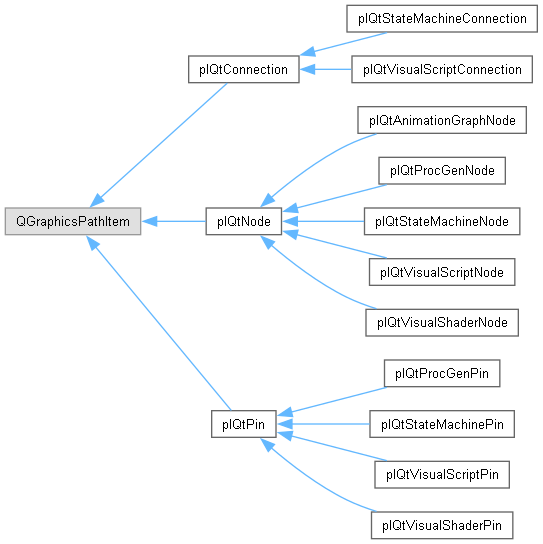 plQtStateMachineConnection
plQtConnection
plQtVisualScriptConnection
plQtAnimationGraphNode
plQtProcGenNode
QGraphicsPathItem
plQtNode
plQtStateMachineNode
plQtVisualScriptNode
plQtVisualShaderNode
plQtProcGenPin
plQtPin
plQtStateMachinePin
plQtVisualScriptPin
plQtVisualShaderPin